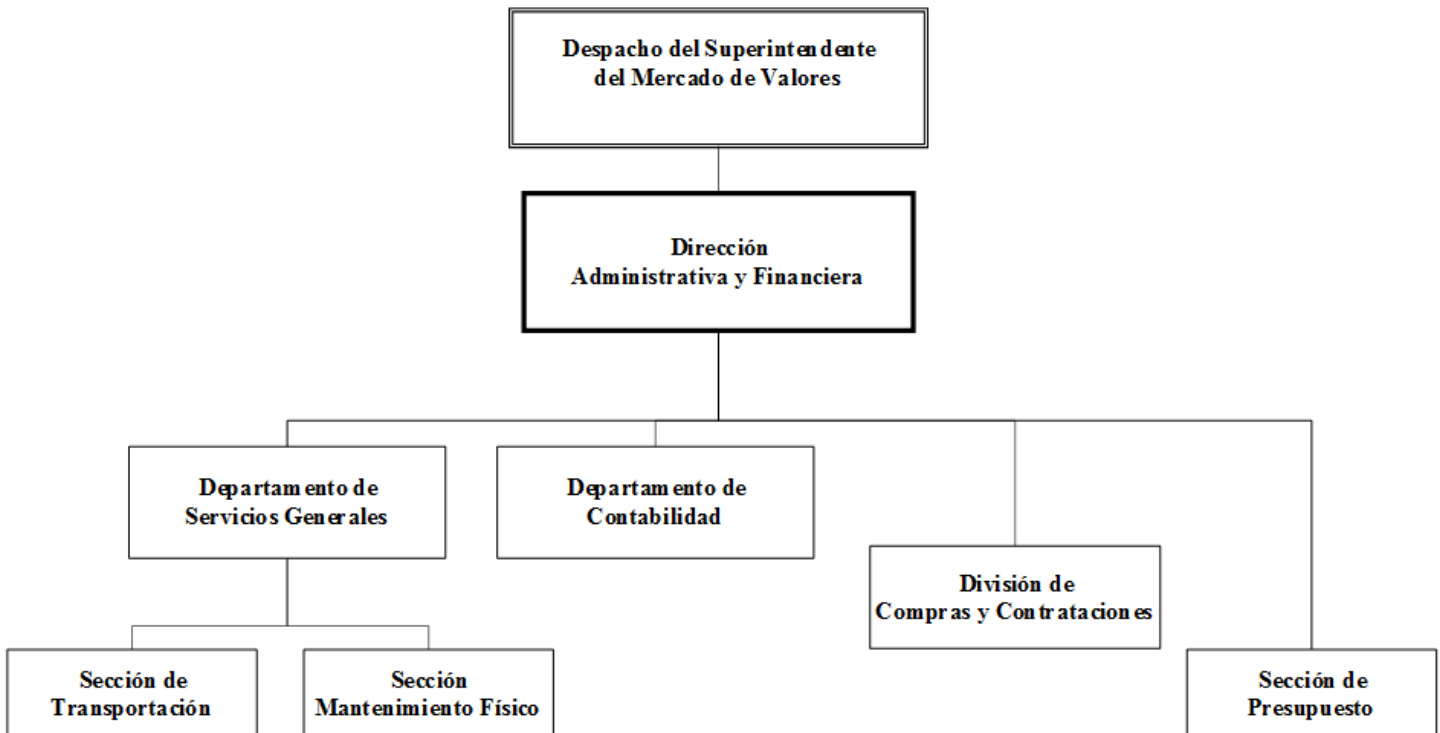 Despacho del Superintendente
del Mercado de Valores
Dirección
Administrativa y Financiera
Departamento de
Servicios Generales
Departamento de
Contabilidad
División de
Compras y Contrataciones
Sección de
Transportación
Sección
Mantenimiento Físico
Sección de
Presupuesto